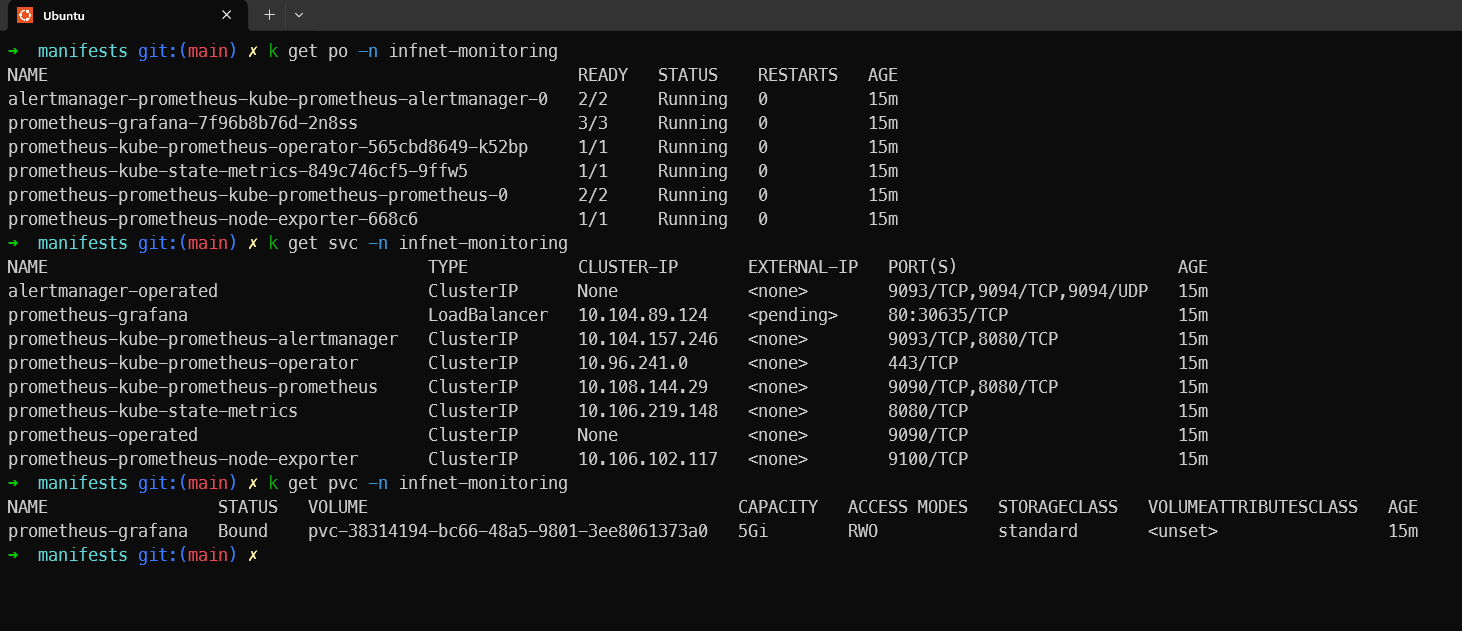 Ubuntu
➜ manifests git:(main) ✗ k get po -n infnet-monitoring
NAME READY STATUS RESTARTS AGE
alertmanager-prometheus-kube-prometheus-alertmanager-0 2/2 Running 0 15m
prometheus-grafana-7f96b8b76d-2n8ss 3/3 Running 0 15m
prometheus-kube-prometheus-operator-565cbd8649-k52bp 1/1 Running 0 15m
prometheus-kube-state-metrics-849c746cf5-9ffw5 1/1 Running 0 15m
prometheus-prometheus-kube-prometheus-prometheus-0 2/2 Running 0 15m
prometheus-prometheus-node-exporter-668c6 1/1 Running 0 15m
➜ manifests git:(main) ✗ k get svc -n infnet-monitoring
NAME TYPE CLUSTER-IP EXTERNAL-IP PORT(S) AGE
alertmanager-operated ClusterIP None <none> 9093/TCP,9094/TCP,9094/UDP 15m
prometheus-grafana LoadBalancer 10.104.89.124 <pending> 80:30635/TCP 15m
prometheus-kube-prometheus-alertmanager ClusterIP 10.104.157.246 <none> 9093/TCP,8080/TCP 15m
prometheus-kube-prometheus-operator ClusterIP 10.96.241.0 <none> 443/TCP 15m
prometheus-kube-prometheus-prometheus ClusterIP 10.108.144.29 <none> 9090/TCP,8080/TCP 15m
prometheus-kube-state-metrics ClusterIP 10.106.219.148 <none> 8080/TCP 15m
prometheus-operated ClusterIP None <none> 9090/TCP 15m
prometheus-prometheus-node-exporter ClusterIP 10.106.102.117 <none> 9100/TCP 15m
➜ manifests git:(main) ✗ k get pvc -n infnet-monitoring
NAME STATUS VOLUME CAPACITY ACCESS MODES STORAGECLASS VOLUMEATTRIBUTESCLASS AGE
prometheus-grafana Bound pvc-38314194-bc66-48a5-9801-3ee8061373a0 5Gi RWO standard <unset> 15m
➜ manifests git:(main) ✗